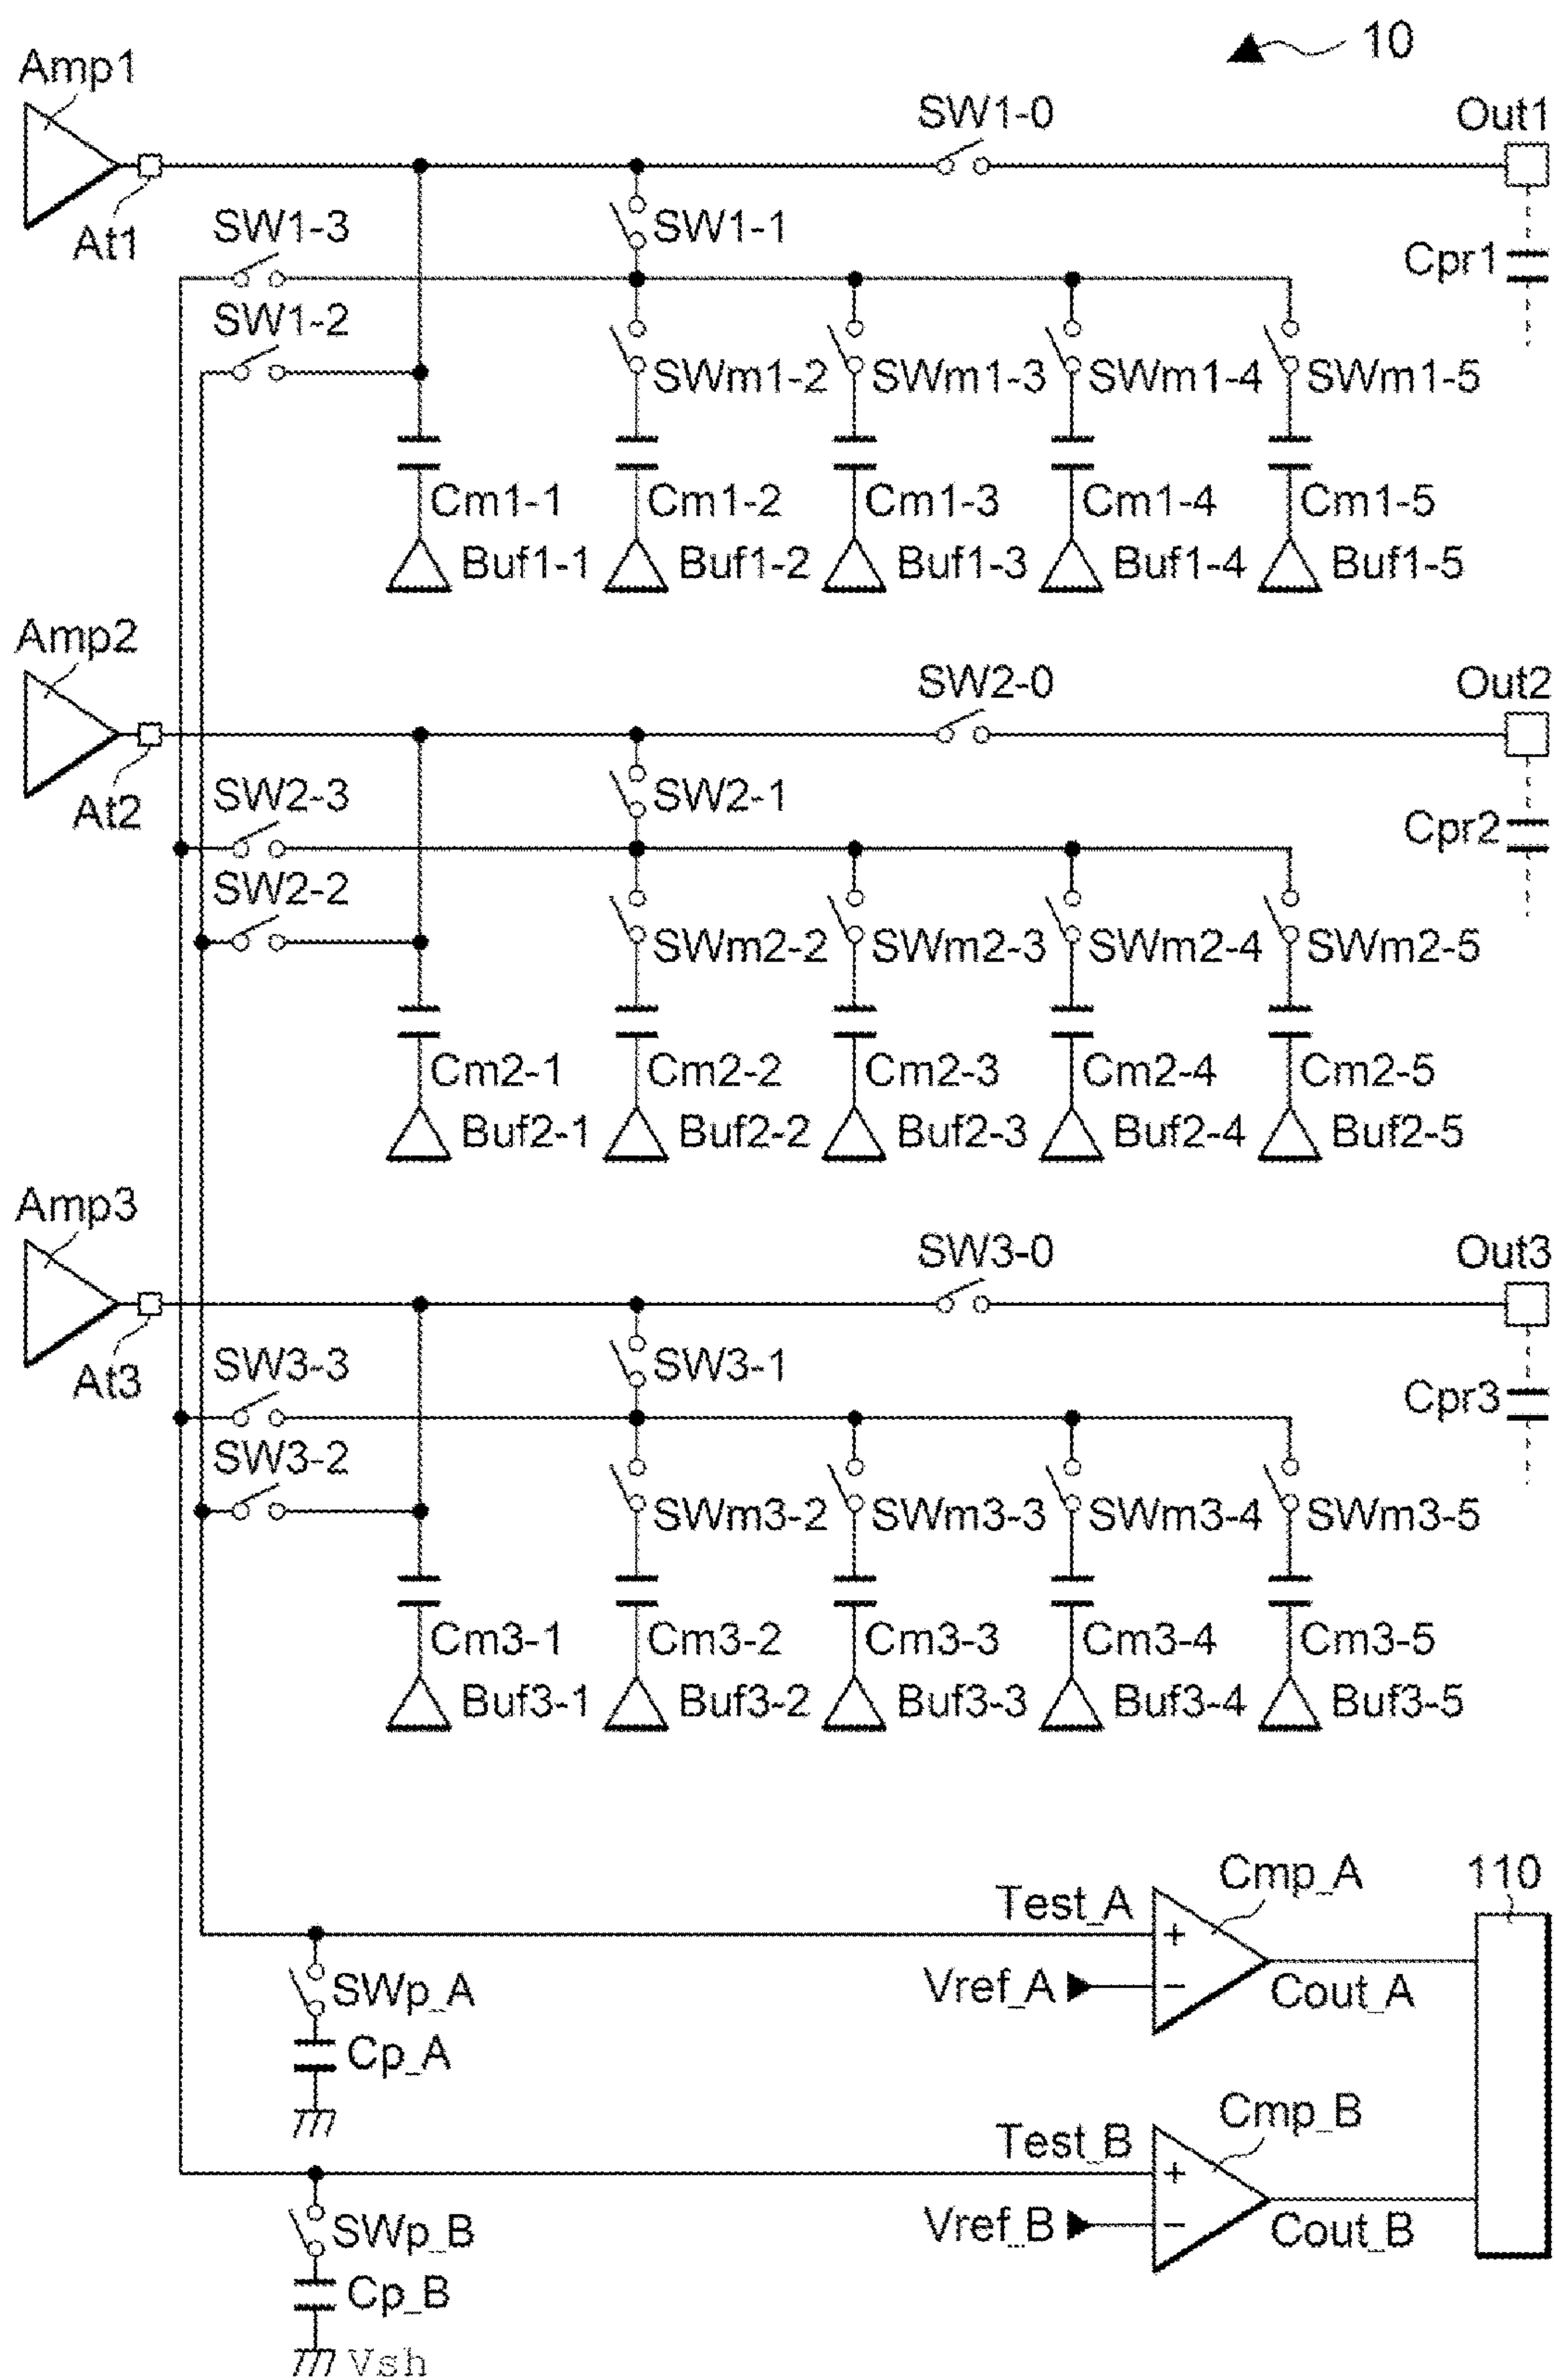 10
Amp1
SW1-0
Out1
At1
SW1-3
SW1-1
Cpr1
SW1-2
SWm1-2
SWm1-3
SWm1-4
SWm1-5
Cm1-1
Cm1-2
Cm1-3
Cm1-4
Cm1-5
Buf1-1
Buf1-2
Buf1-3
Buf1-4
Buf1-5
Amp2
SW2-0
Out2
At2
SW2-3
SW2-1
Cpr2
SW2-2
SWm2-2
SWm2-3
SWm2-4
SWm2-5
Cm2-1
Cm2-2
Cm2-3
Cm2-4
Cm2-5
Buf2-1
Buf2-2
Buf2-3
Buf2-4
Buf2-5
Amp3
SW3-0
Out3
At3
SW3-3
SW3-1
Cpr3
SW3-2
SWm3-2
SWm3-3
SWm3-4
SWm3-5
Cm3-1
Cm3-2
Cm3-3
Cm3-4
Cm3-5
Buf3-1
Buf3-2
Buf3-3
Buf3-4
Buf3-5
Cmp_A
110
Test_A
+
Vref_A
−
Cout_A
SWp_A
Cp_A
Cmp_B
Test_B
+
Vref_B
−
Cout_B
SWp_B
Cp_B
Vsh